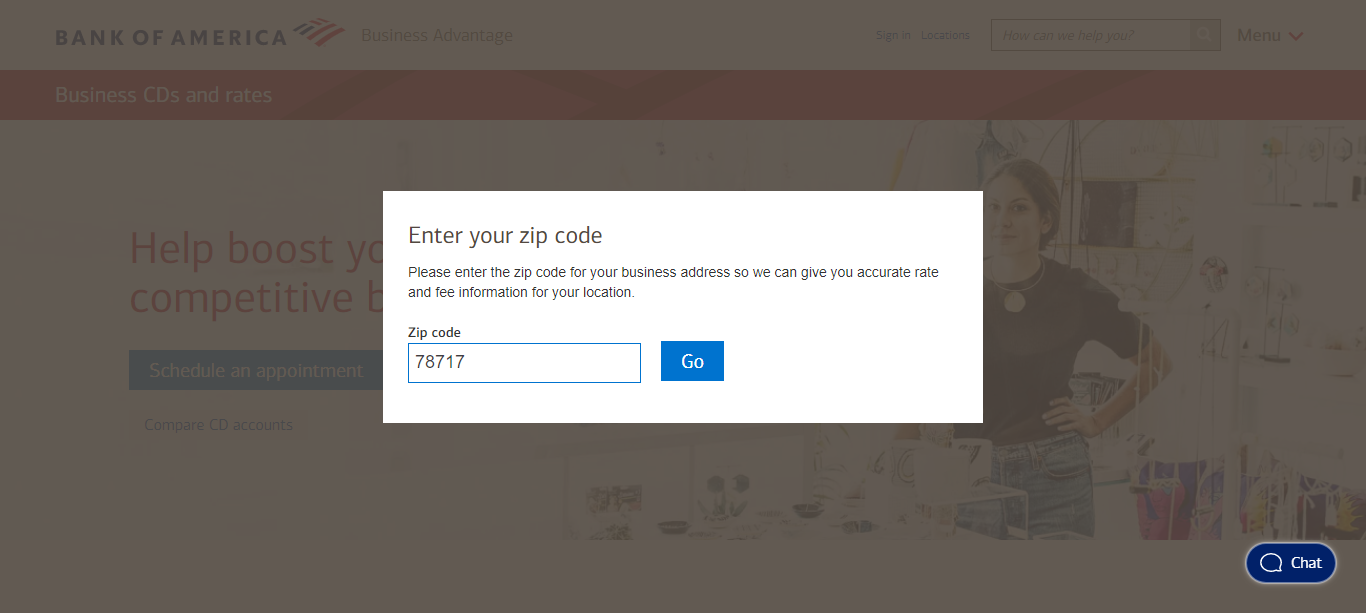 BANK OF AMERICA Business Advantage
Sign in Locations How can we help you? Menu
Business CDs and rates
Help boost yo
competitive b
Schedule an appointment
Compare CD accounts
Enter your zip code
Please enter the zip code for your business address so we can give you accurate rate
and fee information for your location.
Zip code
78717 Go
Chat